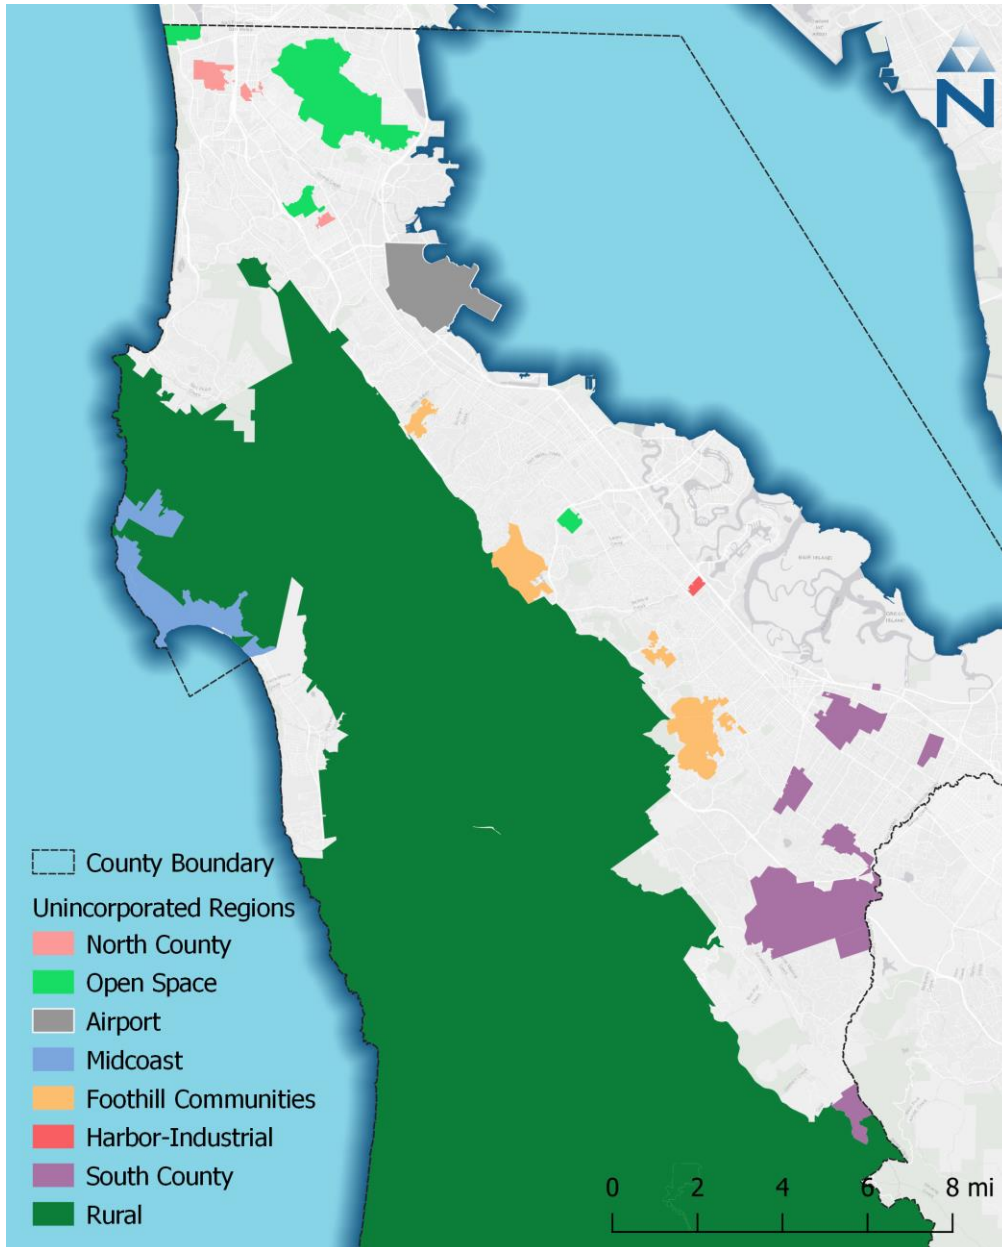 N
County Boundary
Unincorporated Regions
North County
Open Space
Airport
Midcoast
Foothill Communities
Harbor-Industrial
South County
Rural
0 2 4 6 8 mi